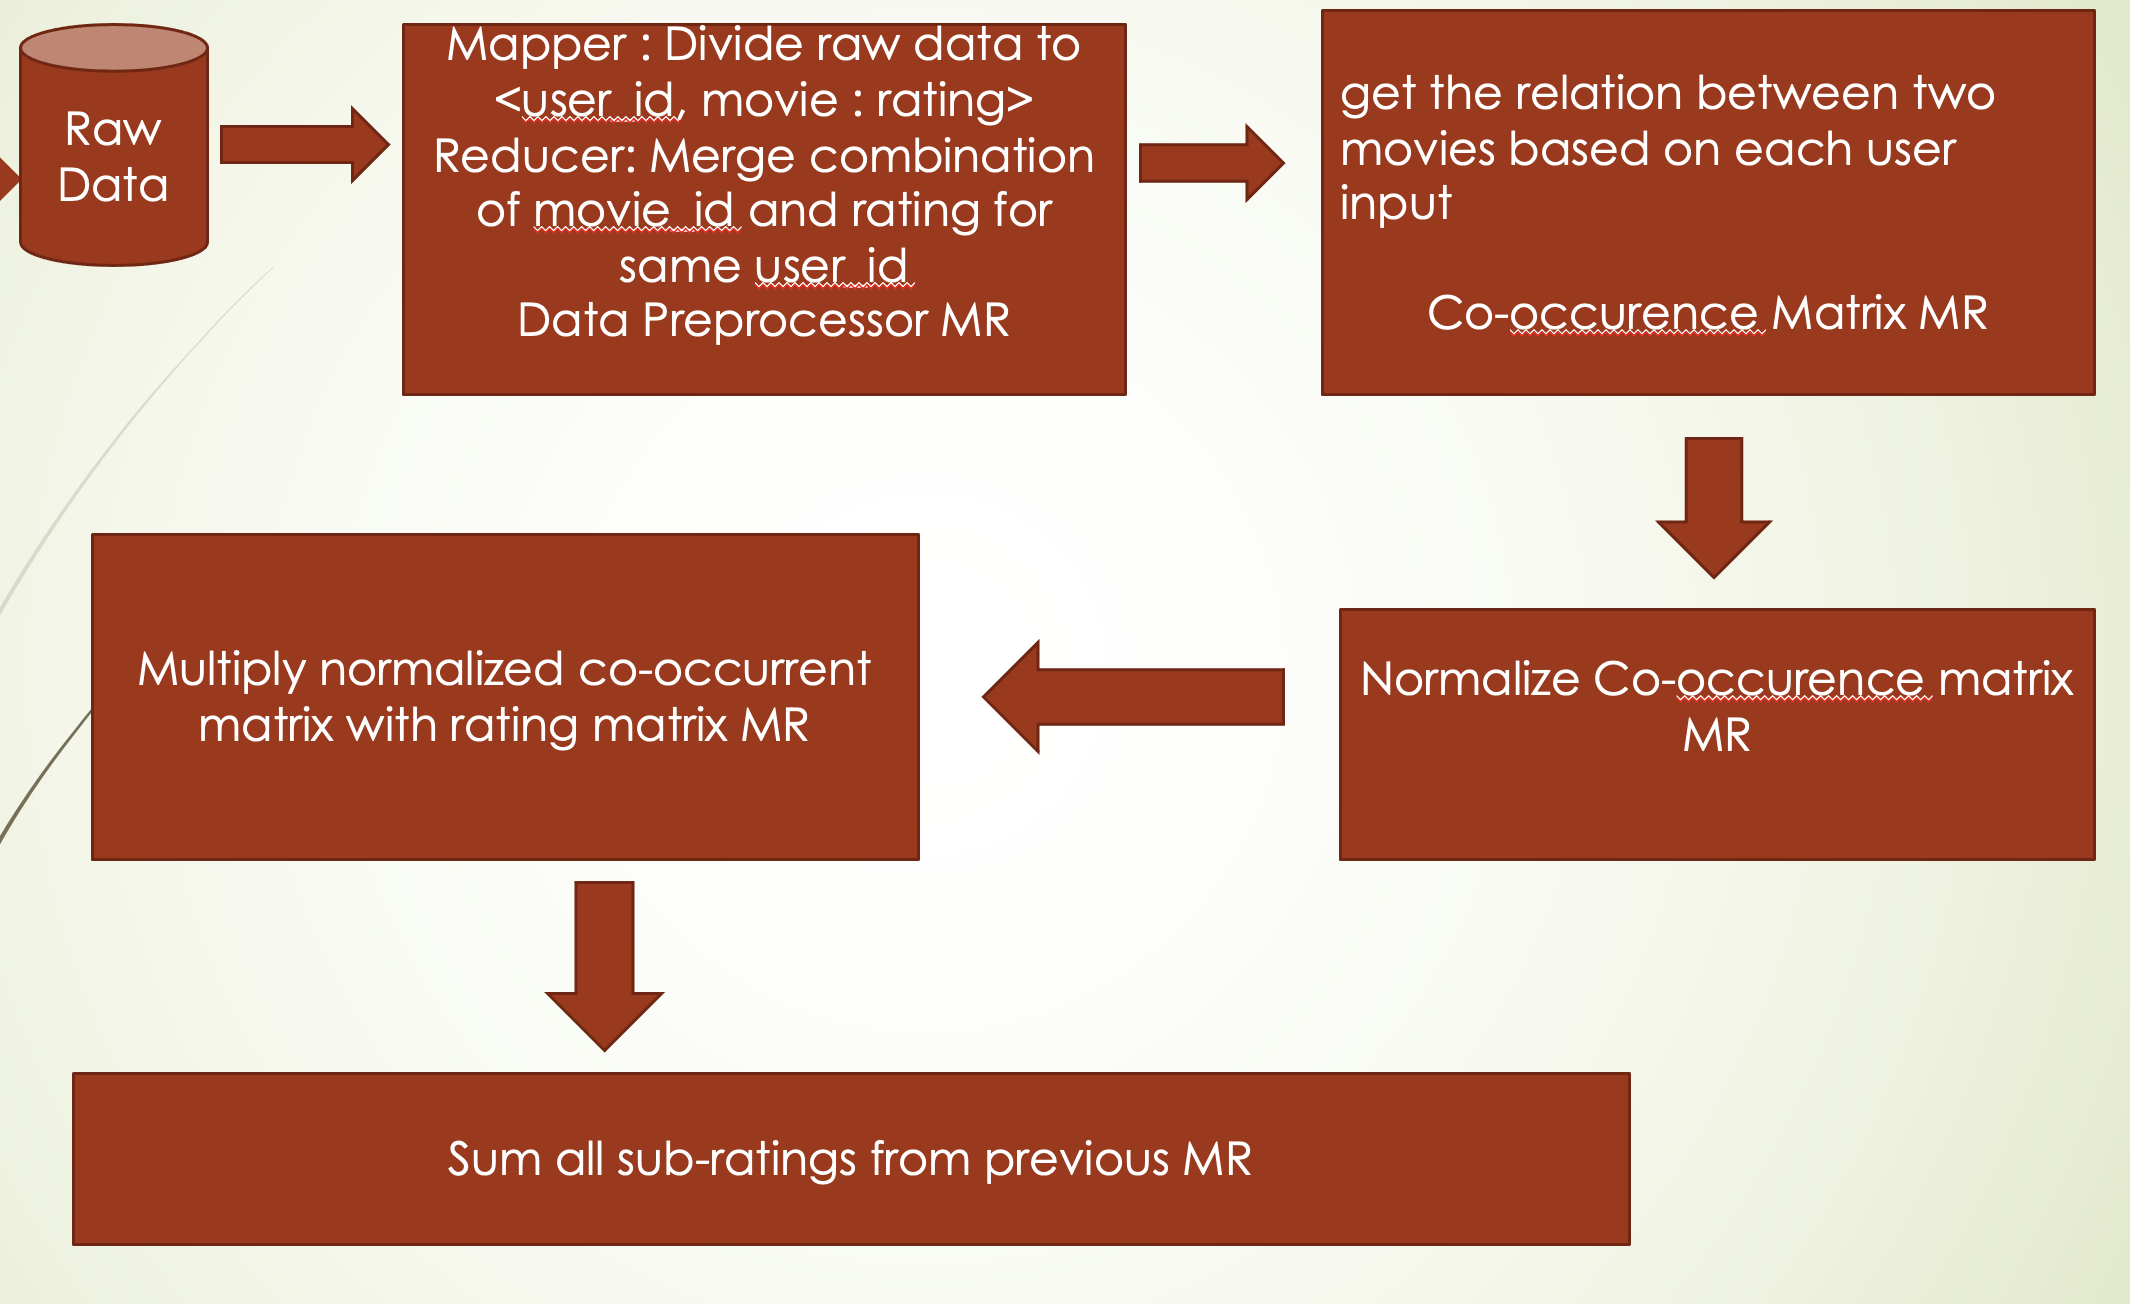 Raw
Data
Mapper : Divide raw data to
<user_id, movie : rating>
Reducer: Merge combination
of movie_id and rating for
same user_id
Data Preprocessor MR
get the relation between two
movies based on each user
input
Co-occurence Matrix MR
Normalize Co-occurence matrix
MR
Multiply normalized co-occurrent
matrix with rating matrix MR
Sum all sub-ratings from previous MR